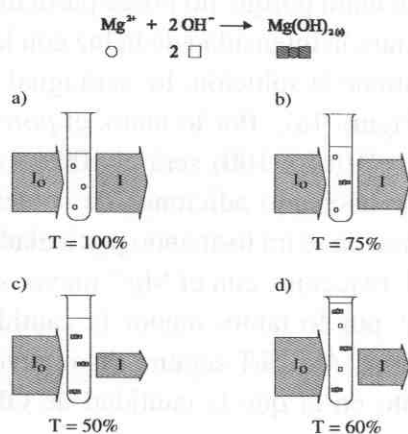 Mg²⁺ + 2 OH⁻ → Mg(OH)₂₍ₛ₎
2
a)
b)
I₀ I
I₀ I
T = 100%
T = 75%
c)
d)
I₀ I
I₀ I
T = 50%
T = 60%